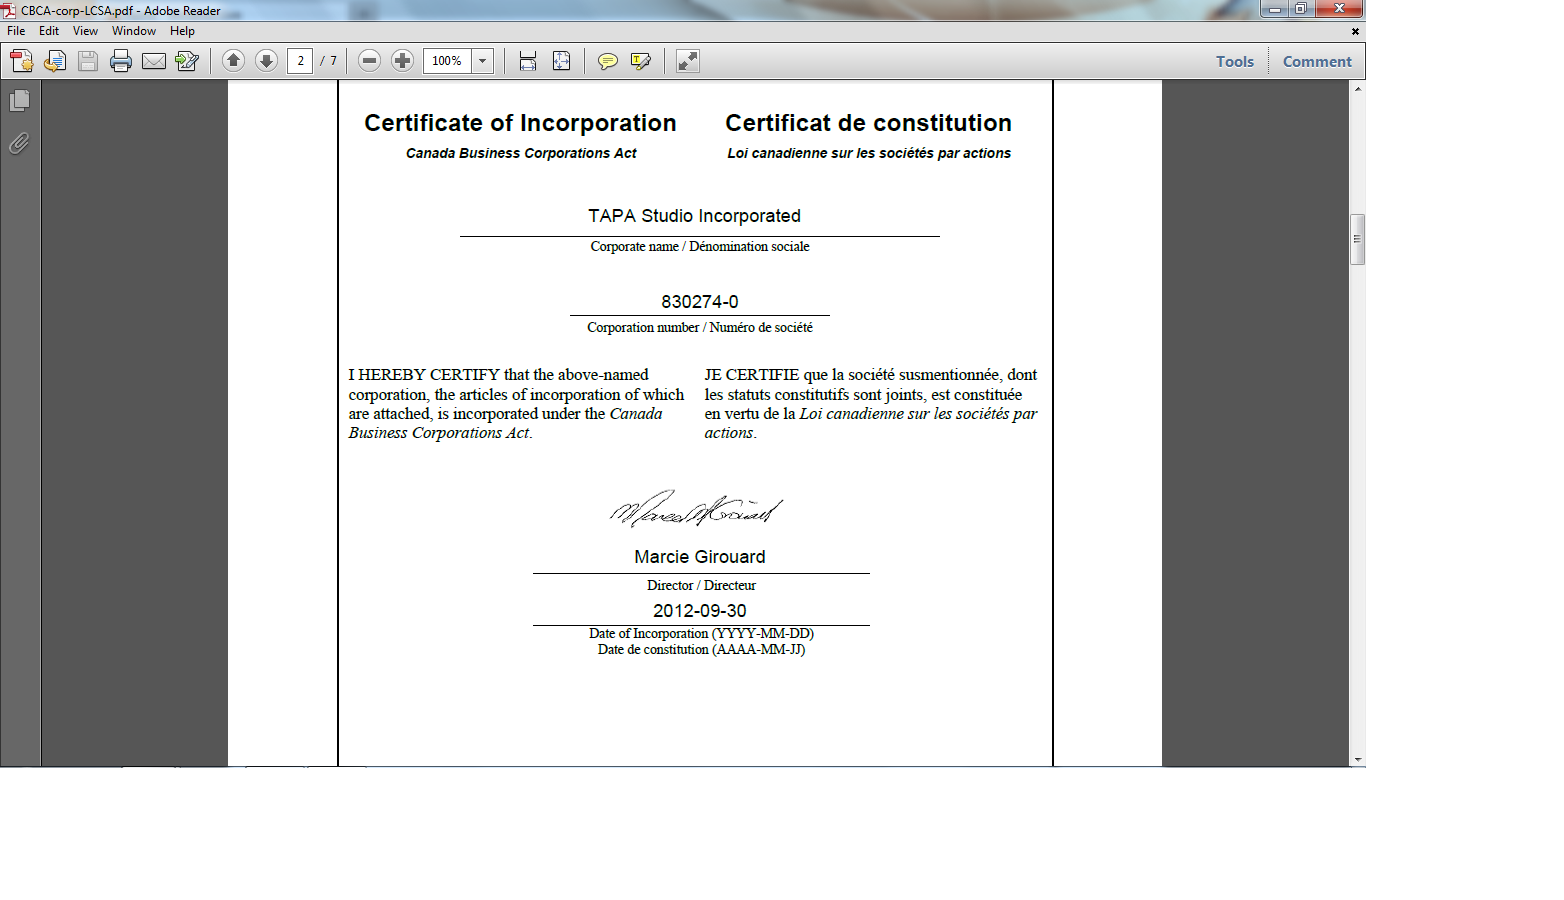 CBCA-corp-LCSA.pdf - Adobe Reader
File Edit View Window Help
2 / 7 100% Tools Comment
Certificate of Incorporation
Canada Business Corporations Act
Certificat de constitution
Loi canadienne sur les sociétés par actions
TAPA Studio Incorporated
Corporate name / Dénomination sociale
830274-0
Corporation number / Numéro de société
I HEREBY CERTIFY that the above-named
corporation, the articles of incorporation of which
are attached, is incorporated under the Canada
Business Corporations Act.
JE CERTIFIE que la société susmentionnée, dont
les statuts constitutifs sont joints, est constituée
en vertu de la Loi canadienne sur les sociétés par
actions.
Marcie Girouard
Director / Directeur
2012-09-30
Date of Incorporation (YYYY-MM-DD)
Date de constitution (AAAA-MM-JJ)